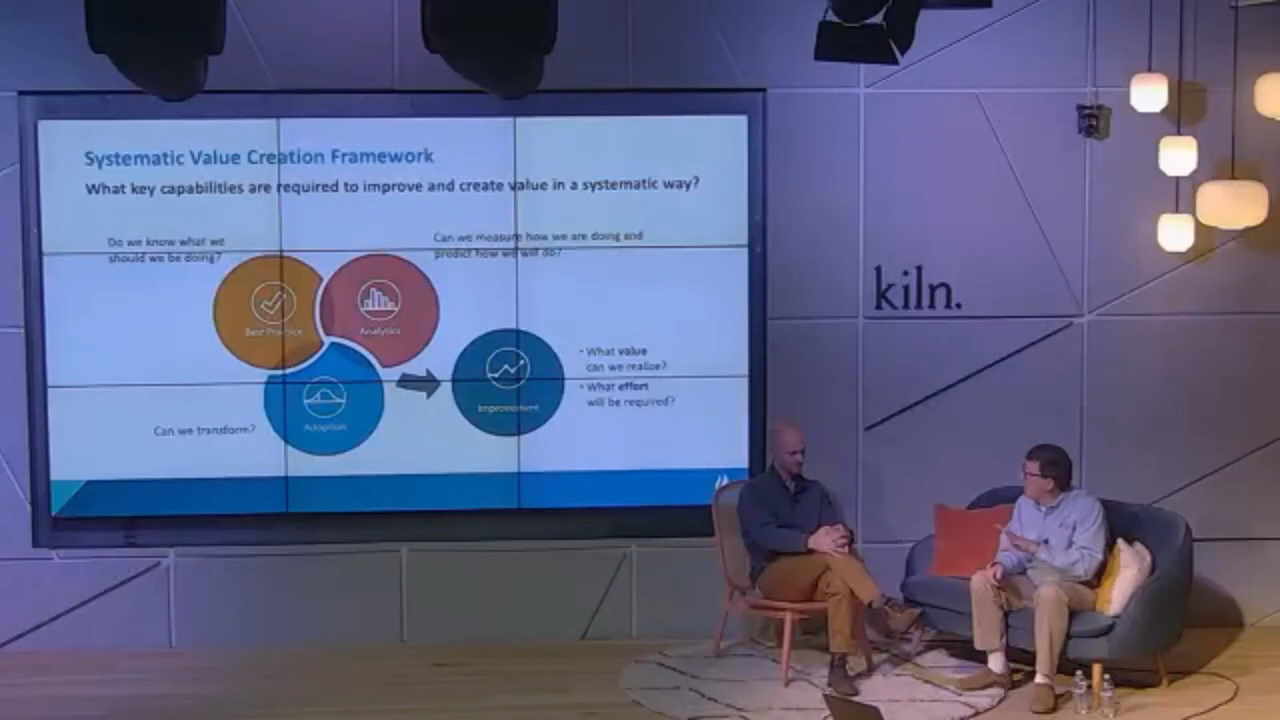 Systematic Value Creation Framework
What key capabilities are required to improve and create value in a systematic way?
Do we know what we
should we be doing?
Can we measure how we are doing and
predict how we will do?
Best Practice
Analytics
Adoption
Can we transform?
Improvement
• What value
can we realize?
• What effort
will be required?
kiln.